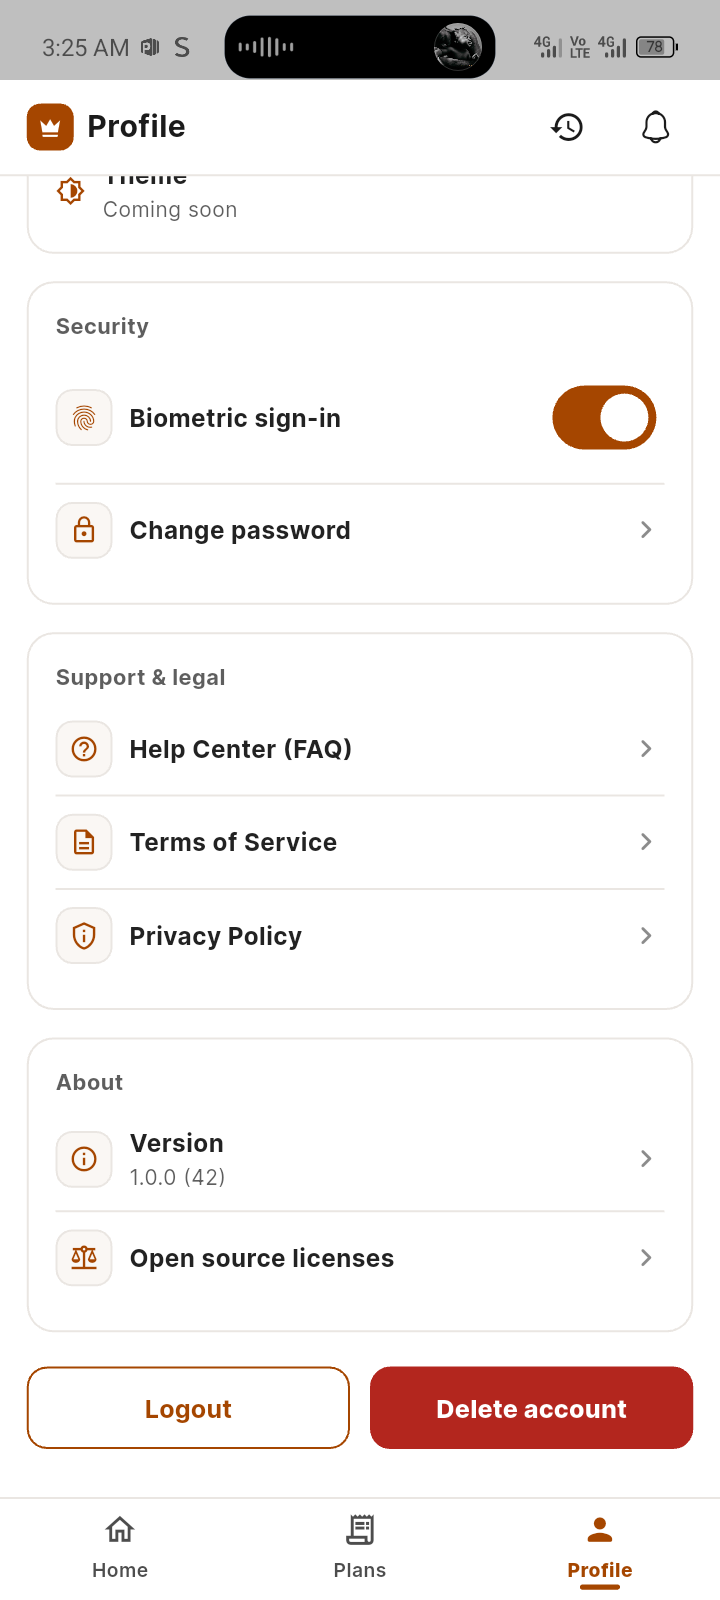 3:25 AM S 4G Vo LTE 4G 78
Profile
Theme
Coming soon
Security
Biometric sign-in
Change password
Support & legal
Help Center (FAQ)
Terms of Service
Privacy Policy
About
Version
1.0.0 (42)
Open source licenses
Logout Delete account
Home Plans Profile